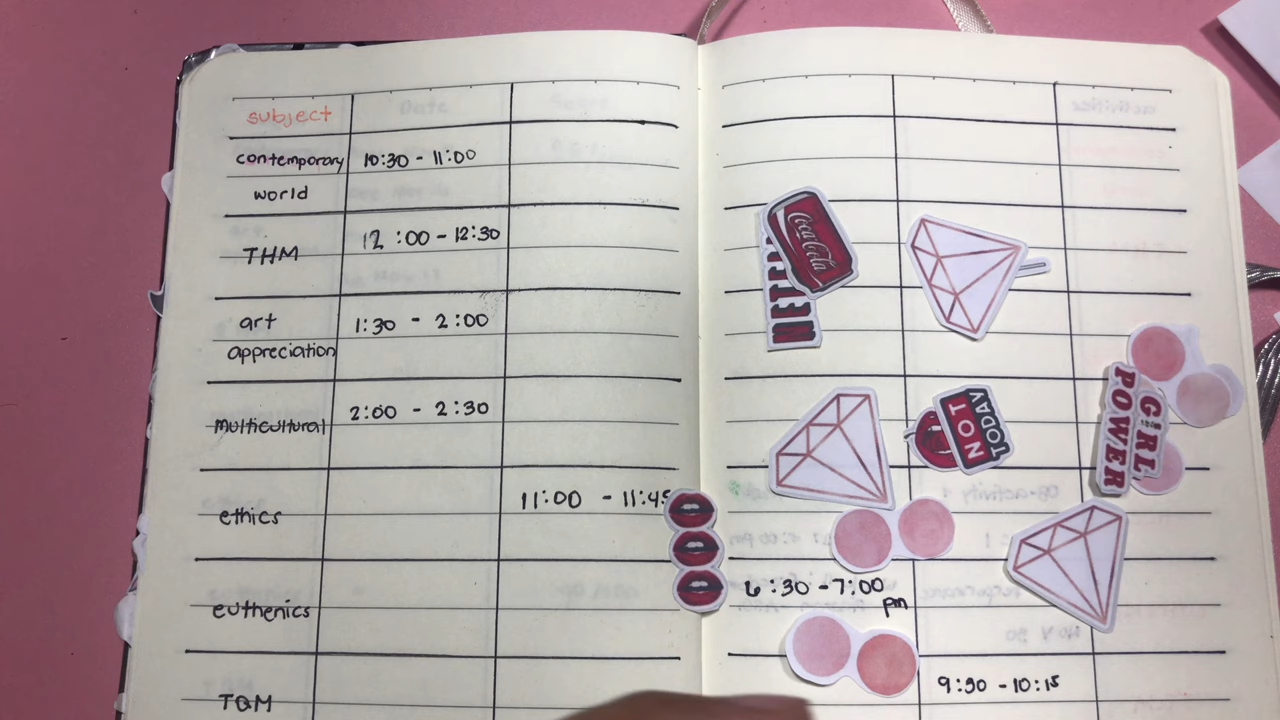 subject
contemporary 10:30 - 11:00
world
THM 12:00 - 12:30
art 1:30 - 2:00
appreciation
Multicultural 2:00 - 2:30
ethics 11:00 - 11:45
euthenics 6:30 - 7:00
pm
TQM 9:30 - 10:15
Coca-Cola
NOT
TODAY
GIRL
POWER